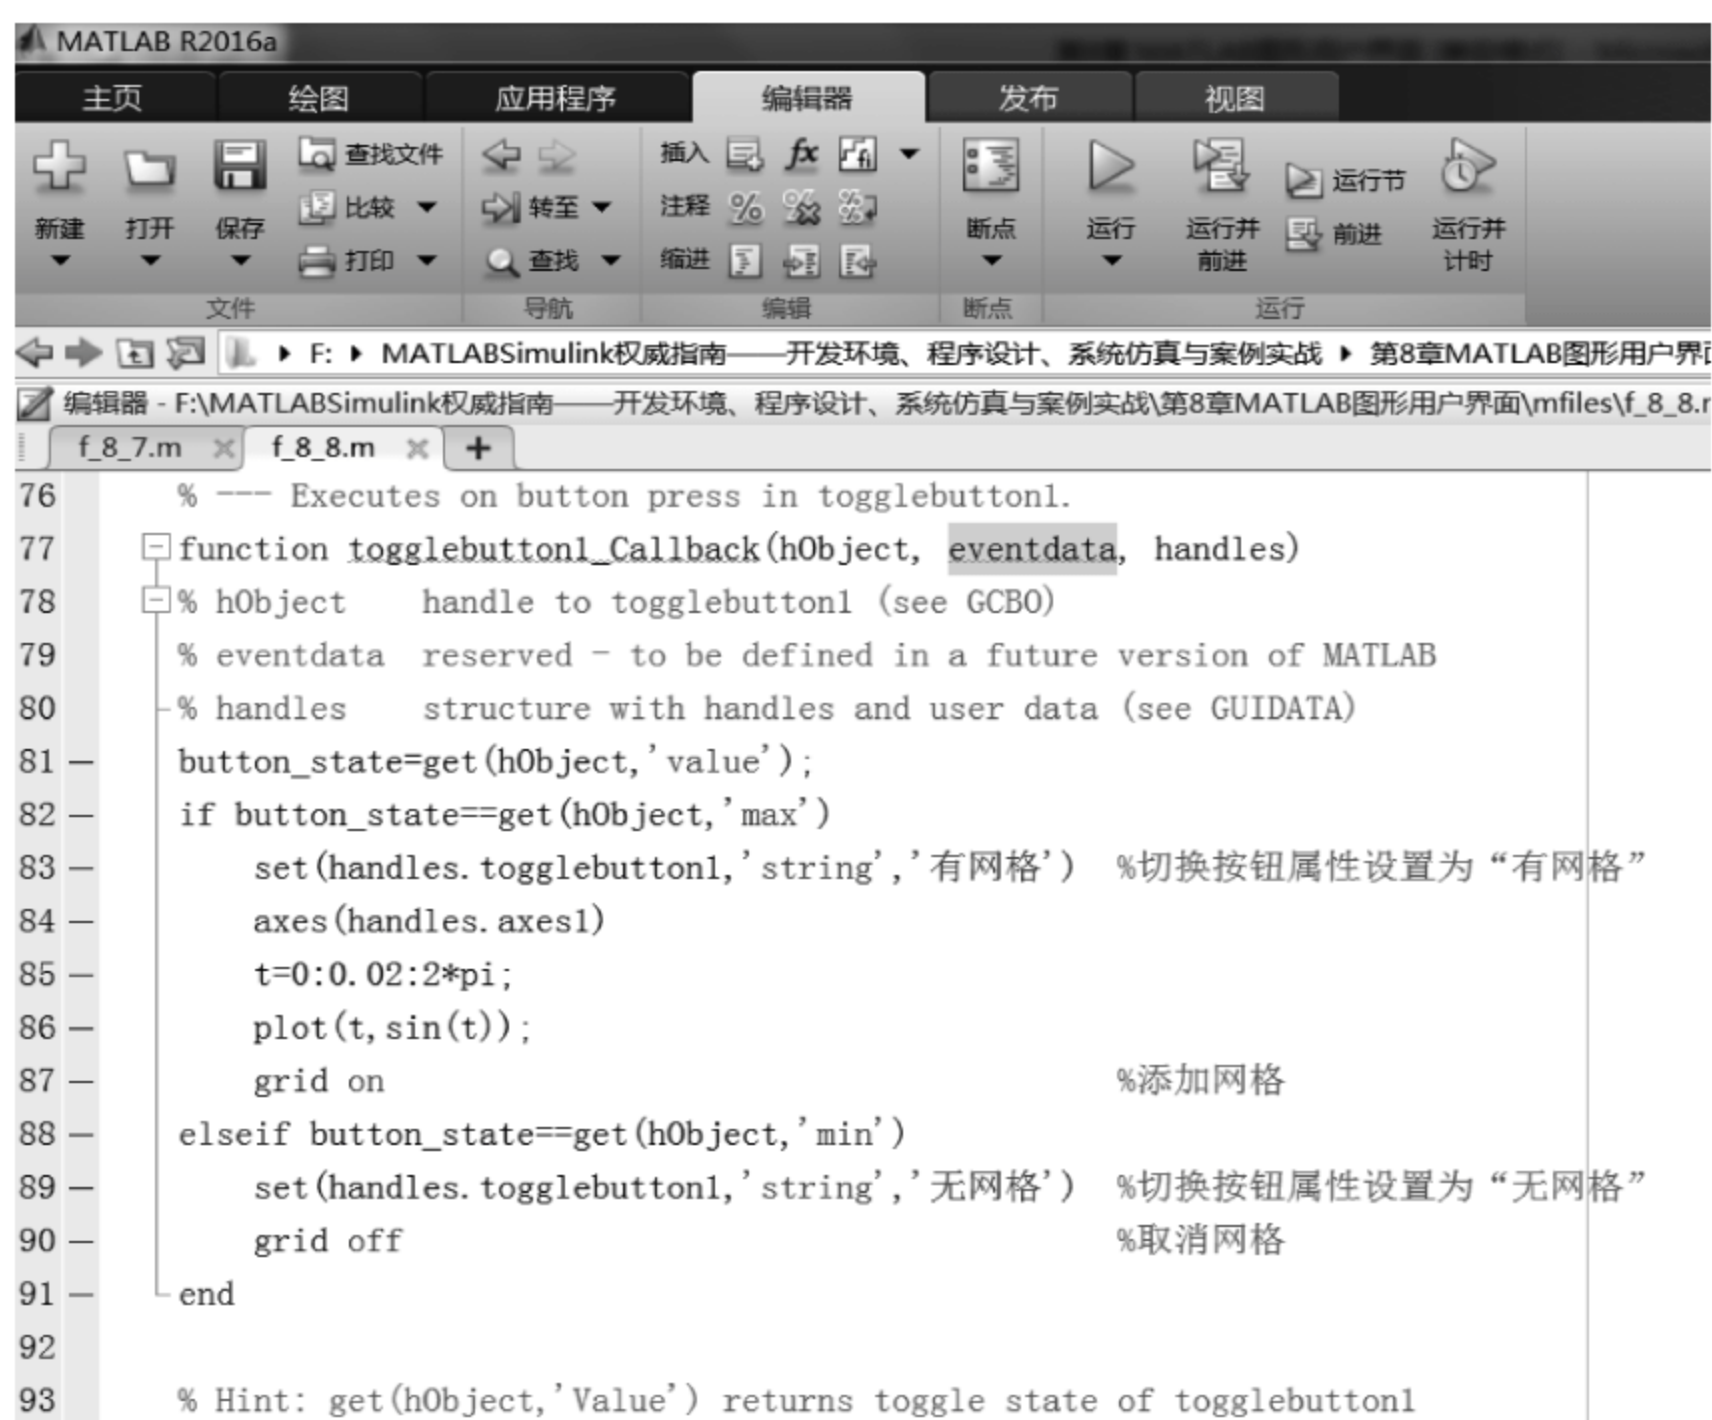 MATLAB R2016a
主页 绘图 应用程序 编辑器 发布 视图
新建 打开 保存 查找文件 比较 打印 转至 查找 插入 fx fi 注释 缩进 断点 运行 运行并前进 运行节 前进 运行并计时
文件 导航 编辑 断点 运行
F: MATLABSimulink权威指南——开发环境、程序设计、系统仿真与案例实战 第8章MATLAB图形用户界面
编辑器 - F:\MATLABSimulink权威指南——开发环境、程序设计、系统仿真与案例实战\第8章MATLAB图形用户界面\mfiles\f_8_8.m
f_8_7.m f_8_8.m +
76 % --- Executes on button press in togglebutton1.
77 function togglebutton1_Callback(hObject, eventdata, handles)
78 % hObject    handle to togglebutton1 (see GCBO)
79 % eventdata  reserved - to be defined in a future version of MATLAB
80 % handles    structure with handles and user data (see GUIDATA)
81 — button_state=get(hObject,'value');
82 — if button_state==get(hObject,'max')
83 — set(handles.togglebutton1,'string','有网格')  %切换按钮属性设置为“有网格”
84 — axes(handles.axes1)
85 — t=0:0.02:2*pi;
86 — plot(t,sin(t));
87 — grid on %添加网格
88 — elseif button_state==get(hObject,'min')
89 — set(handles.togglebutton1,'string','无网格')  %切换按钮属性设置为“无网格”
90 — grid off %取消网格
91 — end
92
93 % Hint: get(hObject,'Value') returns toggle state of togglebutton1